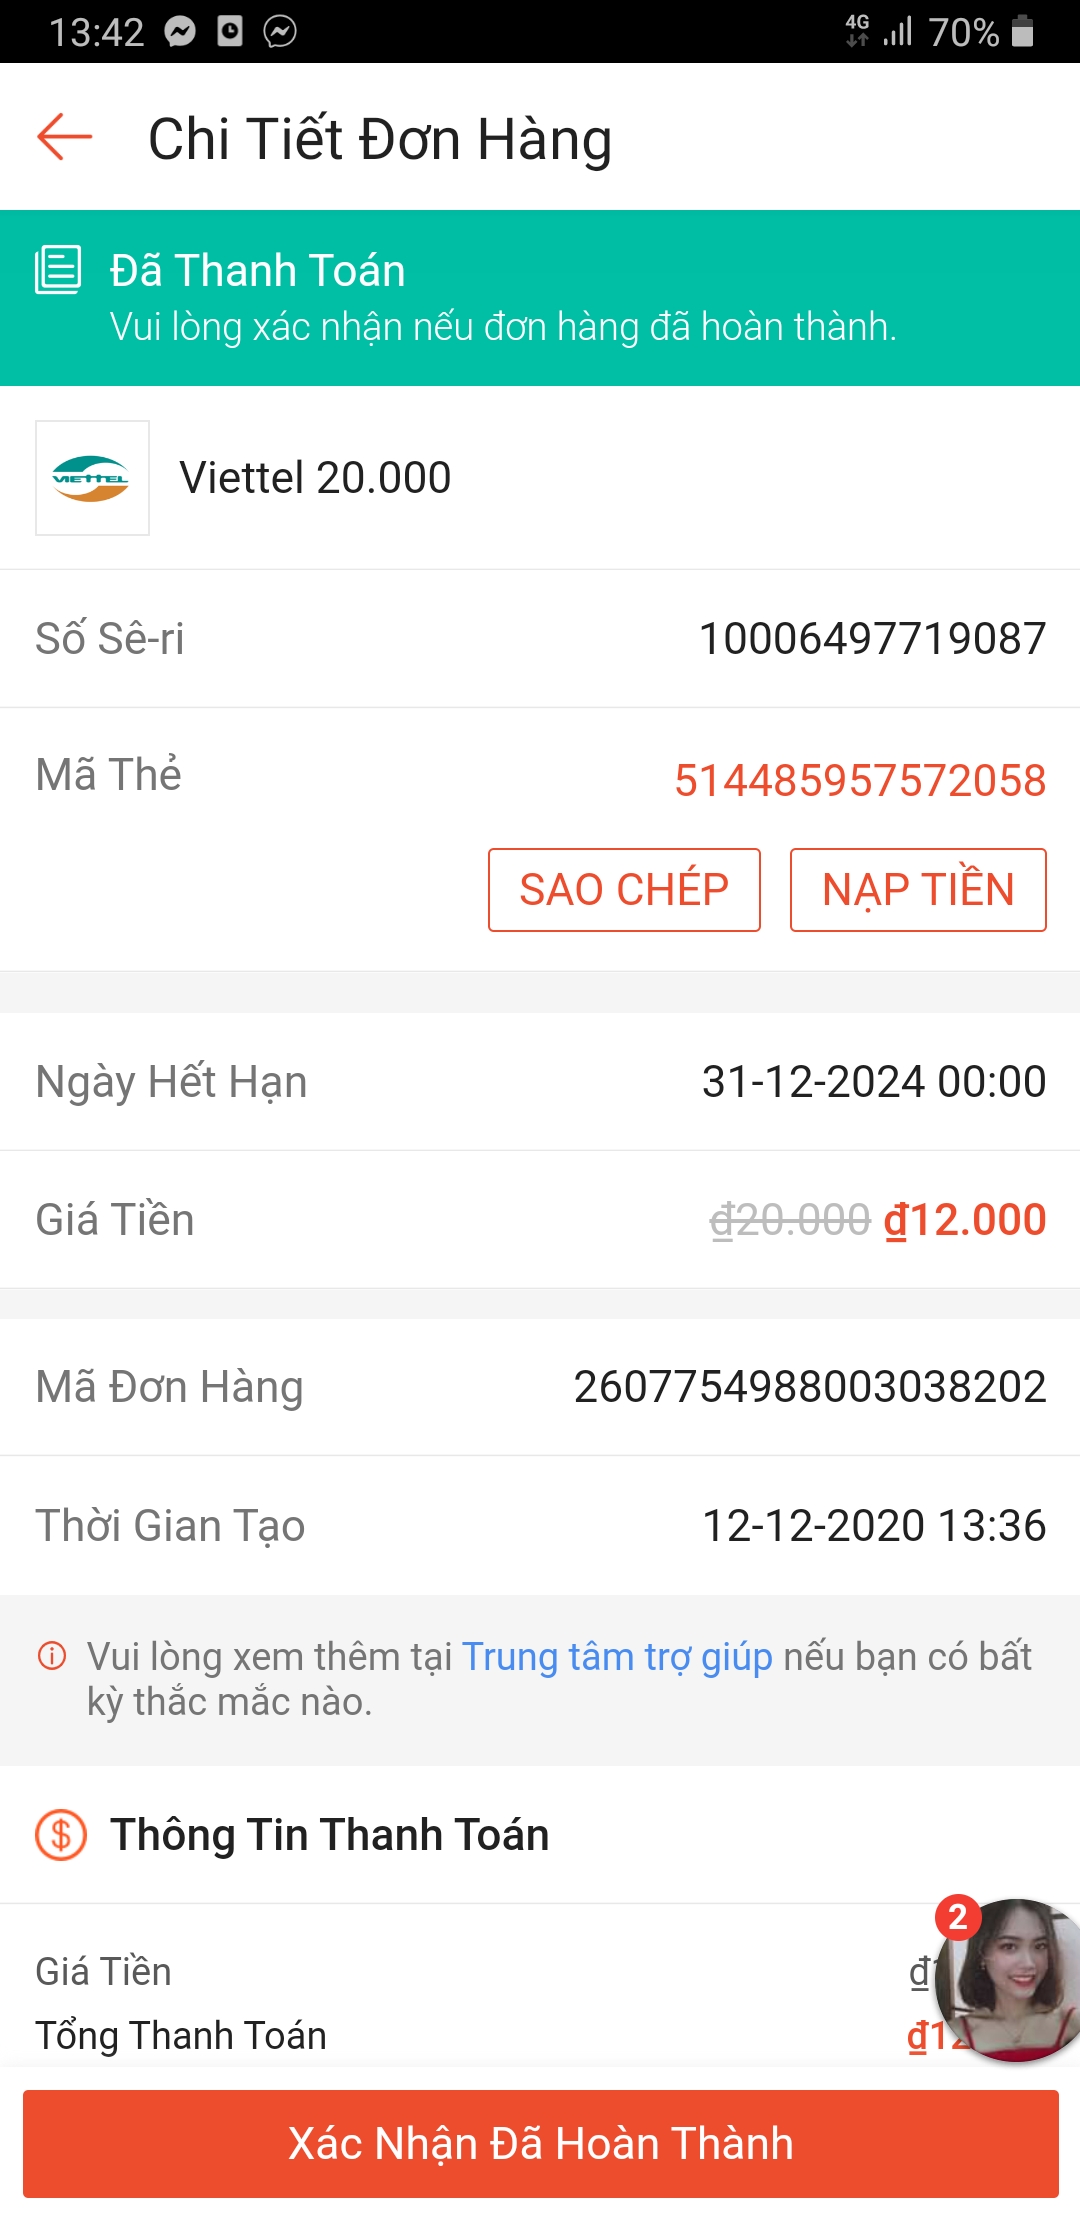 13:42
4G
70%
Chi Tiết Đơn Hàng
Đã Thanh Toán
Vui lòng xác nhận nếu đơn hàng đã hoàn thành.
VIETTEL
Viettel 20.000
Số Sê-ri
10006497719087
Mã Thẻ
514485957572058
SAO CHÉP
NẠP TIỀN
Ngày Hết Hạn
31-12-2024 00:00
Giá Tiền
₫20.000 ₫12.000
Mã Đơn Hàng
2607754988003038202
Thời Gian Tạo
12-12-2020 13:36
Vui lòng xem thêm tại Trung tâm trợ giúp nếu bạn có bất
kỳ thắc mắc nào.
Thông Tin Thanh Toán
2
Giá Tiền
Tổng Thanh Toán
Xác Nhận Đã Hoàn Thành